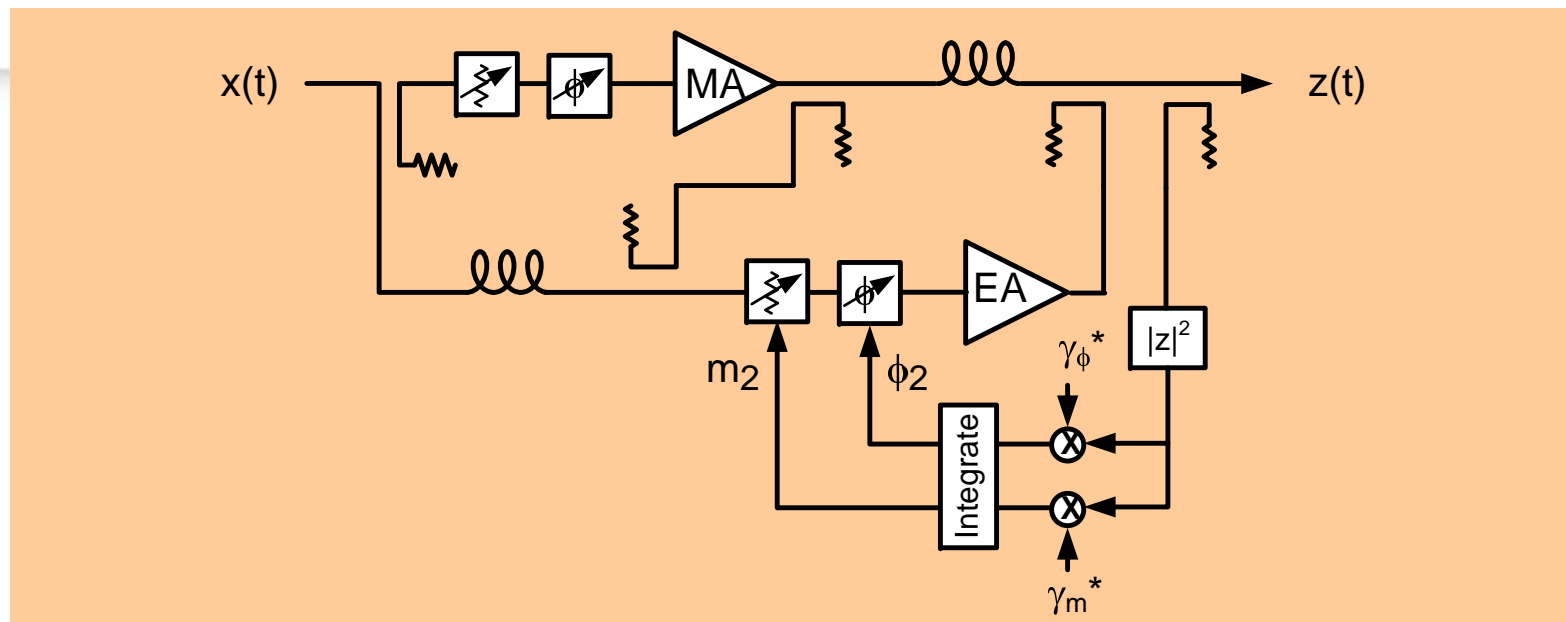 x(t)
ϕ
MA
z(t)
ϕ
EA
|z|²
m₂
ϕ₂
γϕ*
Integrate
X
X
γm*